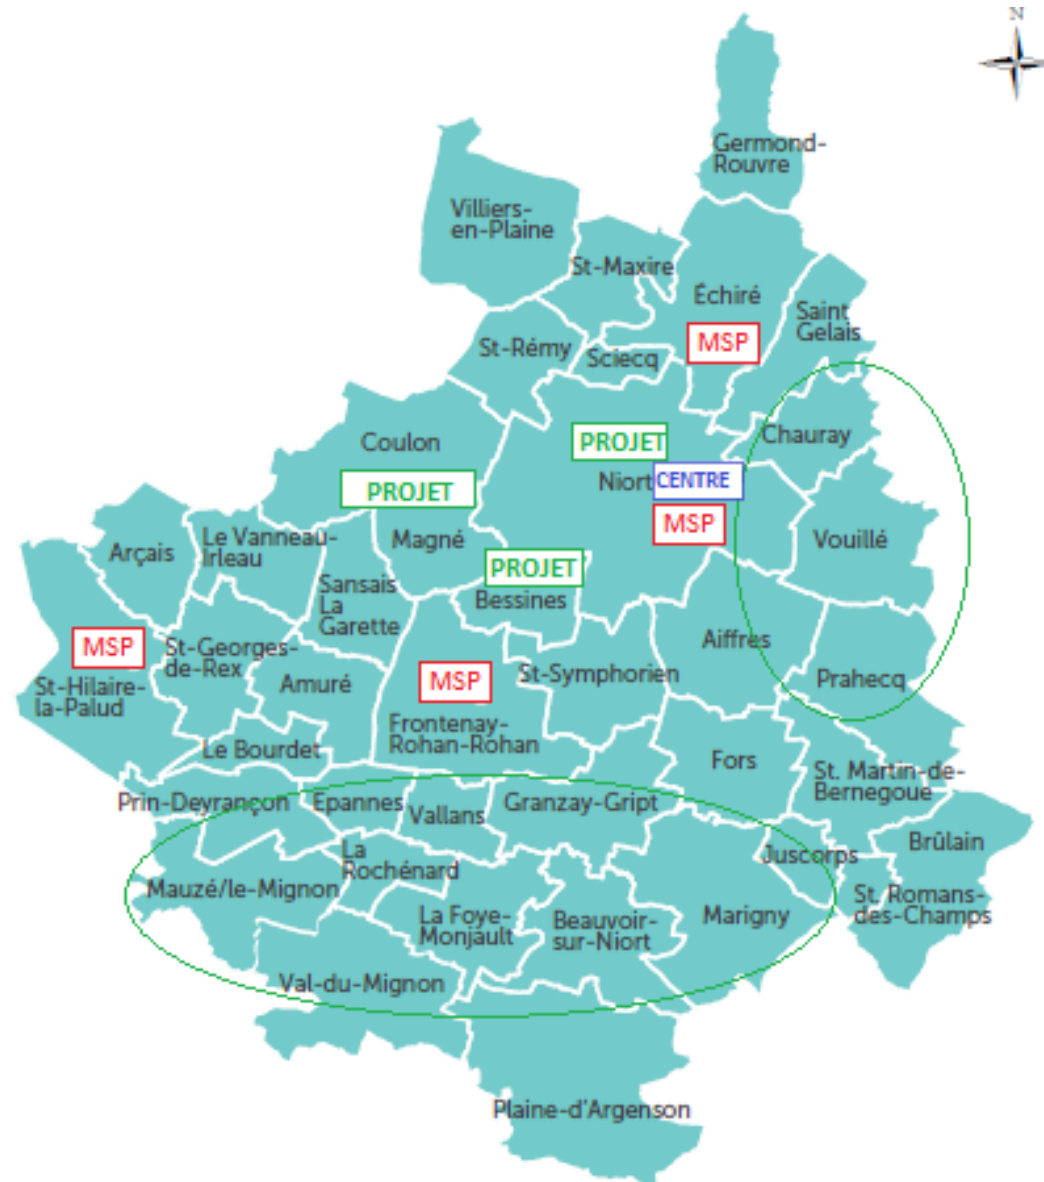 N
Germond-
Rouvre
Villiers-
en-Plaine
St-Maxire
Échiré
Saint
Gelais
MSP
St-Rémy
Sciecq
Chauray
Coulon
PROJET
Niort
CENTRE
PROJET
MSP
Arçais
Le Vanneau-
Irleau
Magné
Vouillé
PROJET
Sansais
La
Garette
Bessines
Aiffres
MSP
St-Georges-
de-Rex
St-Hilaire-
la-Palud
Amuré
MSP
St-Symphorien
Prahecq
Frontenay-
Rohan-Rohan
Le Bourdet
Fors
St. Martin-de-
Bernegoue
Prin-Deyrançon
Epannes
Vallans
Granzay-Gript
Juscorps
Brûlain
La
Rochénard
Mauzé/le-Mignon
La Foye-
Monjault
Beauvoir-
sur-Niort
Marigny
St. Romans-
des-Champs
Val-du-Mignon
Plaine-d'Argenson